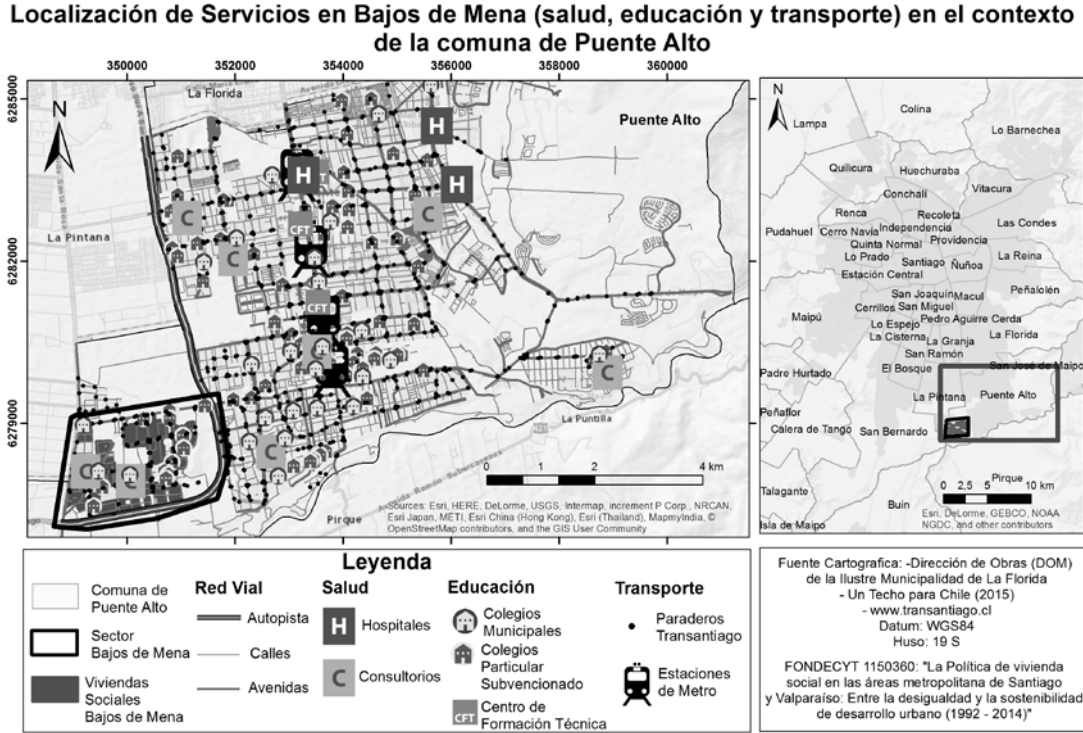 Localización de Servicios en Bajos de Mena (salud, educación y transporte) en el contexto
de la comuna de Puente Alto
350000 352000 354000 356000 358000 360000
6285000
6282000
6279000
N
La Florida
Puente Alto
La Pintana
H
H
H
C
C
C
C
C
C
C
CFT
CFT
La Puntilla
Avenida Ramón Subercaseaux
Pirque
0 1 2 4 km
Sources: Esri, HERE, DeLorme, USGS, Intermap, increment P Corp., NRCAN,
Esri Japan, METI, Esri China (Hong Kong), Esri (Thailand), MapmyIndia, ©
OpenStreetMap contributors, and the GIS User Community
N
Colina
Lampa
Lo Barnechea
Quilicura
Huechuraba
Vitacura
Conchalí
Renca
Recoleta
Las Condes
Pudahuel
Cerro Navia
Independencia
Quinta Normal
Providencia
Lo Prado
Santiago
Ñuñoa
La Reina
Estación Central
Peñalolén
San Joaquín
Macul
Cerrillos
San Miguel
Maipú
Lo Espejo
Pedro Aguirre Cerda
La Cisterna
La Granja
La Florida
San Ramón
Padre Hurtado
El Bosque
San José de Maipo
La Pintana
Puente Alto
Peñaflor
Calera de Tango
San Bernardo
Pirque
Talagante
Buin
Isla de Maipo
0 2,5 5 10 km
Esri, DeLorme, GEBCO, NOAA
NGDC, and other contributors
Leyenda
Comuna de
Puente Alto
Sector
Bajos de Mena
Viviendas
Sociales
Bajos de Mena
Red Vial
Autopista
Calles
Avenidas
Salud
H
Hospitales
C
Consultorios
Educación
Colegios
Municipales
Colegios
Particular
Subvencionado
CFT
Centro de
Formación Técnica
Transporte
Paraderos
Transantiago
Estaciones
de Metro
Fuente Cartografica: -Dirección de Obras (DOM)
de la Ilustre Municipalidad de La Florida
- Un Techo para Chile (2015)
- www.transantiago.cl
Datum: WGS84
Huso: 19 S
FONDECYT 1150360: "La Política de vivienda
social en las áreas metropolitana de Santiago
y Valparaíso: Entre la desigualdad y la sostenibilidad
de desarrollo urbano (1992 - 2014)"